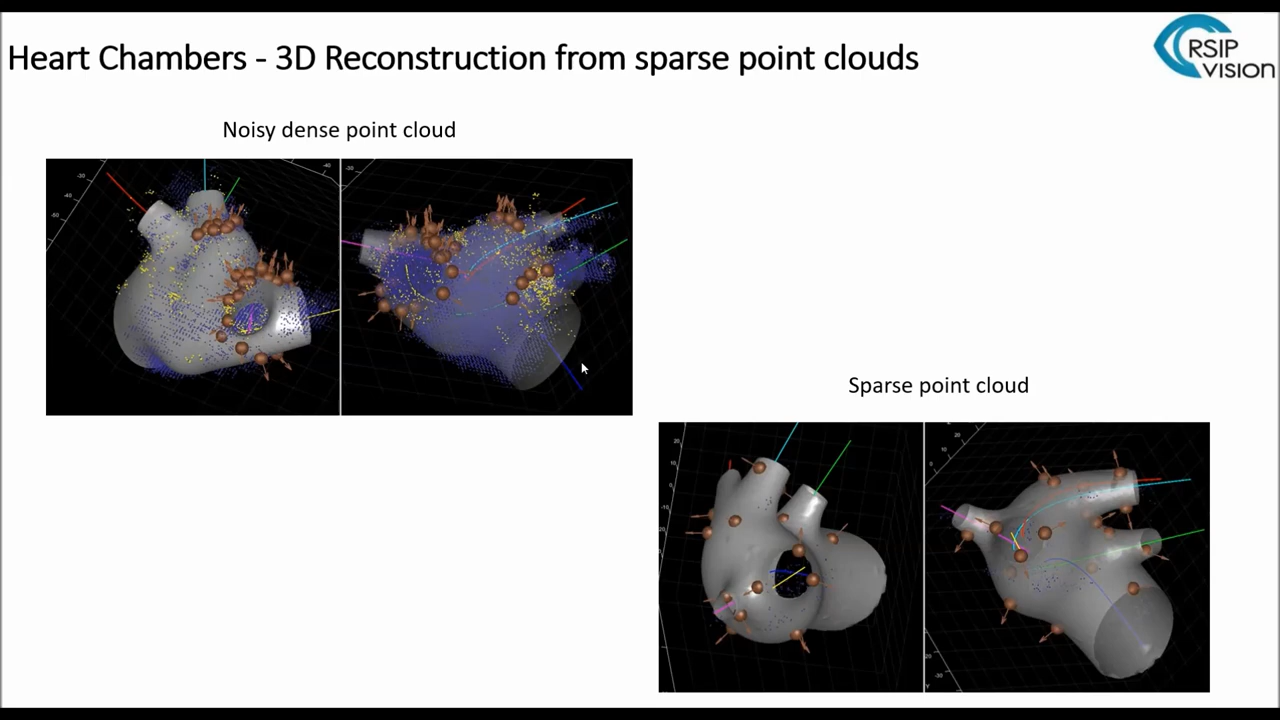 Heart Chambers - 3D Reconstruction from sparse point clouds
RSIP
VISION
Noisy dense point cloud
Sparse point cloud